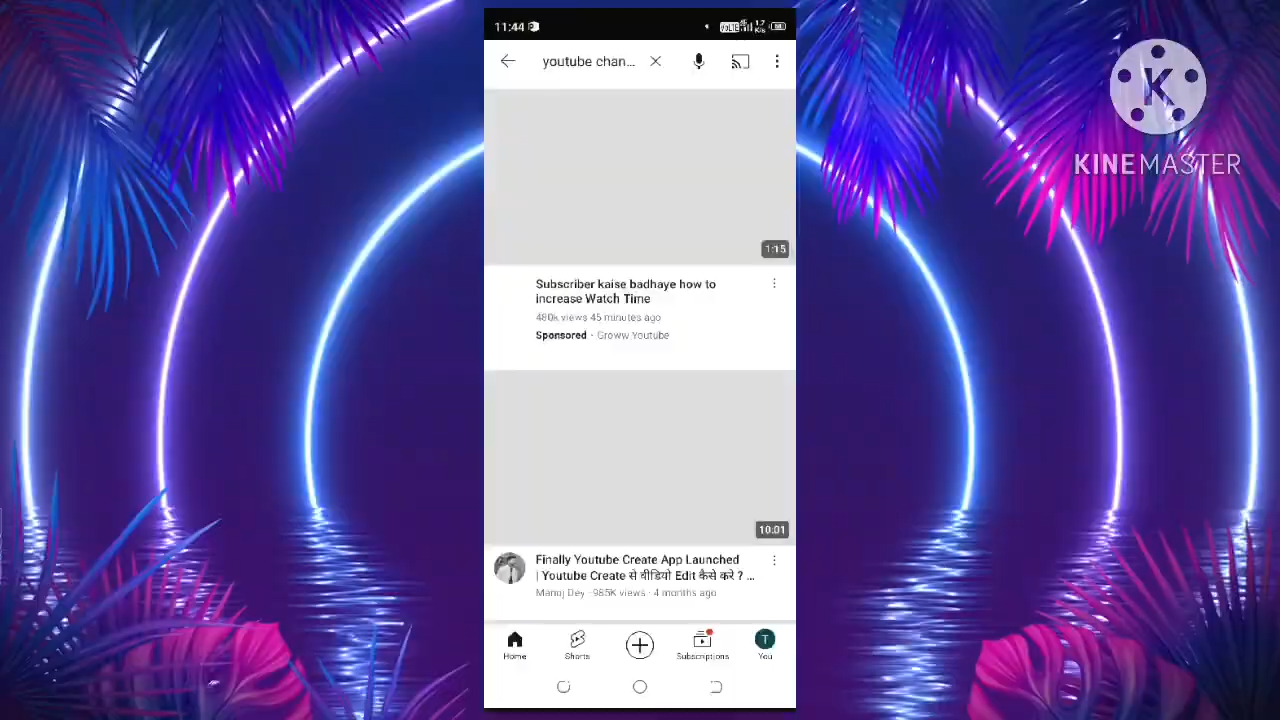 11:44
youtube chan...
KINEMASTER
1:15
Subscriber kaise badhaye how to
increase Watch Time
480k views 45 minutes ago
Sponsored · Groww Youtube
10:01
Finally Youtube Create App Launched
| Youtube Create से वीडियो Edit कैसे करे ? ...
Manoj Dey · 985K views · 4 months ago
Home Shorts Subscriptions You
T